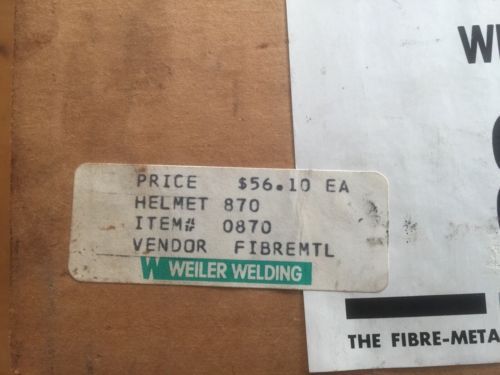 PRICE $56.10 EA
HELMET 870
ITEM# 0870
VENDOR FIBREMTL
W WEILER WELDING
THE FIBRE-META